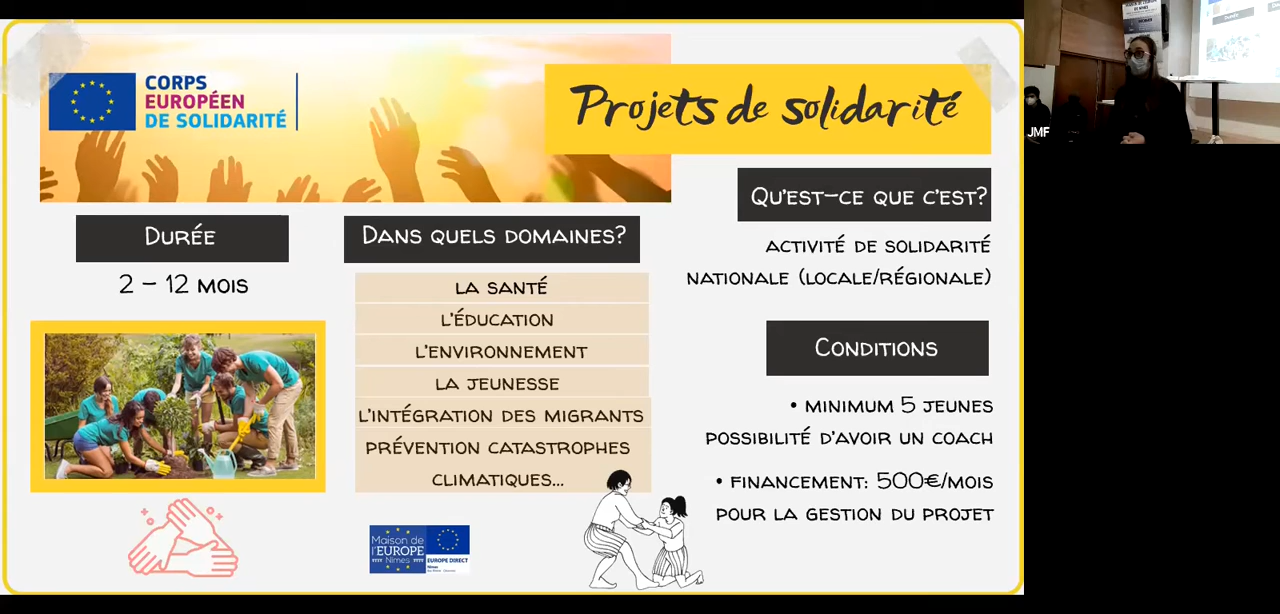 CORPS
EUROPÉEN
DE SOLIDARITÉ
Projets de solidarité
Durée
2 – 12 mois
Dans quels domaines?
la santé
l'éducation
l'environnement
la jeunesse
l'intégration des migrants
prévention catastrophes
climatiques...
Qu'est-ce que c'est?
activité de solidarité
nationale (locale/régionale)
Conditions
• minimum 5 jeunes
possibilité d'avoir un coach
• financement: 500€/mois
pour la gestion du projet
Maison de
l'EUROPE
Nîmes
EUROPE DIRECT
Nîmes
JMF